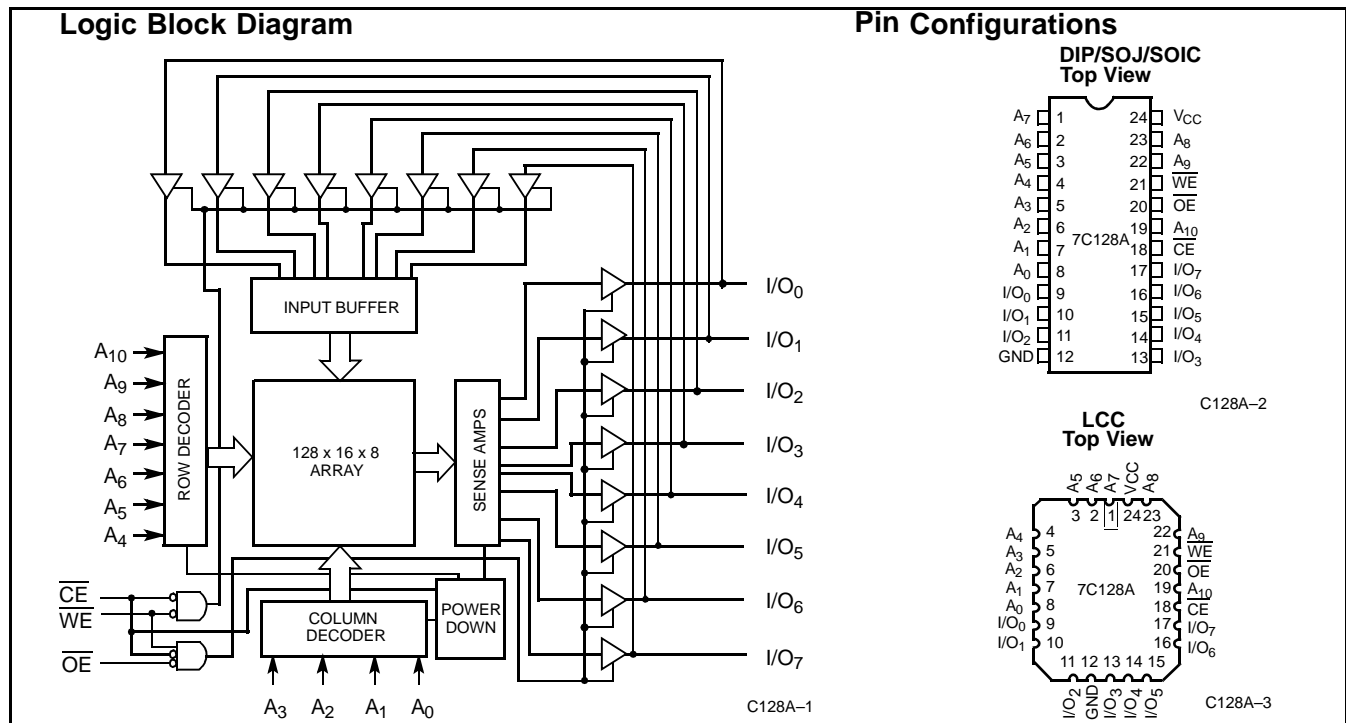 Logic Block Diagram
Pin Configurations
DIP/SOJ/SOIC
Top View
A7 1 24 VCC
A6 2 23 A8
A5 3 22 A9
A4 4 21 WE
A3 5 20 OE
A2 6 19 A10
A1 7 18 CE
A0 8 17 I/O7
I/O0 9 16 I/O6
I/O1 10 15 I/O5
I/O2 11 14 I/O4
GND 12 13 I/O3
7C128A
C128A–2
INPUT BUFFER
I/O0
I/O1
I/O2
I/O3
I/O4
I/O5
I/O6
I/O7
A10
A9
A8
A7
A6
A5
A4
ROW DECODER
128 x 16 x 8
ARRAY
SENSE AMPS
CE
WE
OE
COLUMN
DECODER
POWER
DOWN
A3 A2 A1 A0
C128A–1
LCC
Top View
A5 A6 A7 VCC A8
3 2 1 24 23
A4 4 22 A9
A3 5 21 WE
A2 6 20 OE
A1 7 19 A10
A0 8 18 CE
I/O0 9 17 I/O7
I/O1 10 16 I/O6
7C128A
11 12 13 14 15
I/O2 GND I/O3 I/O4 I/O5
C128A–3